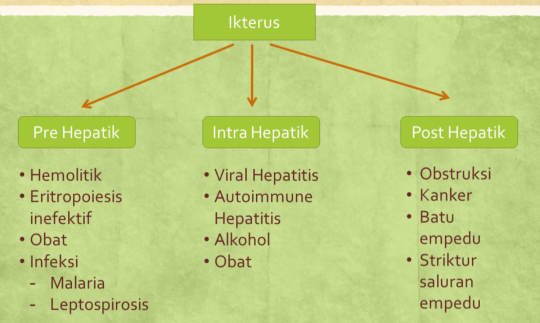 Ikterus
Pre Hepatik
• Hemolitik
• Eritropoiesis
inefektif
• Obat
• Infeksi
- Malaria
- Leptospirosis
Intra Hepatik
• Viral Hepatitis
• Autoimmune
Hepatitis
• Alkohol
• Obat
Post Hepatik
• Obstruksi
• Kanker
• Batu
empedu
• Striktur
saluran
empedu